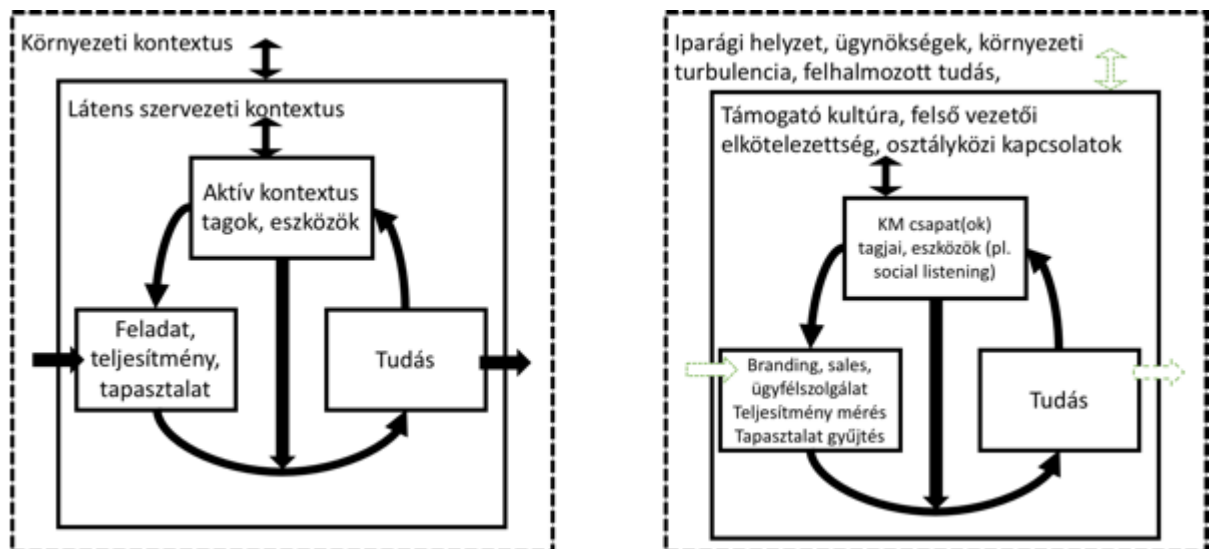 Környezeti kontextus
Látens szervezeti kontextus
Aktív kontextus
tagok, eszközök
Feladat,
teljesítmény,
tapasztalat
Tudás
Iparági helyzet, ügynökségek, környezeti
turbulencia, felhalmozott tudás,
Támogató kultúra, felső vezetői
elkötelezettség, osztályközi kapcsolatok
KM csapat(ok)
tagjai, eszközök (pl.
social listening)
Branding, sales,
ügyfélszolgálat
Teljesítmény mérés
Tapasztalat gyűjtés
Tudás